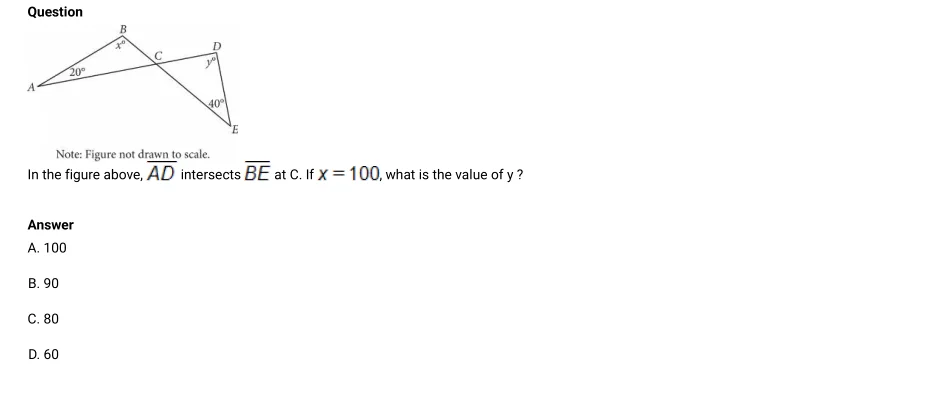 Question
B
x°
C
D
y°
20°
A
40°
E
Note: Figure not drawn to scale.
In the figure above, AD intersects BE at C. If x = 100, what is the value of y ?
Answer
A. 100
B. 90
C. 80
D. 60